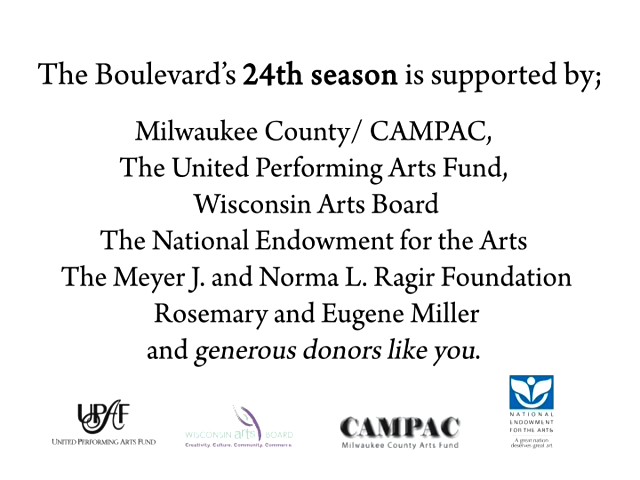 The Boulevard's 24th season is supported by;
Milwaukee County/ CAMPAC,
The United Performing Arts Fund,
Wisconsin Arts Board
The National Endowment for the Arts
The Meyer J. and Norma L. Ragir Foundation
Rosemary and Eugene Miller
and generous donors like you.
UPAF
UNITED PERFORMING ARTS FUND
WISCONSIN arts BOARD
Creativity. Culture. Community. Commerce.
CAMPAC
Milwaukee County Arts Fund
NATIONAL
ENDOWMENT
FOR THE ARTS
A great nation
deserves great art.